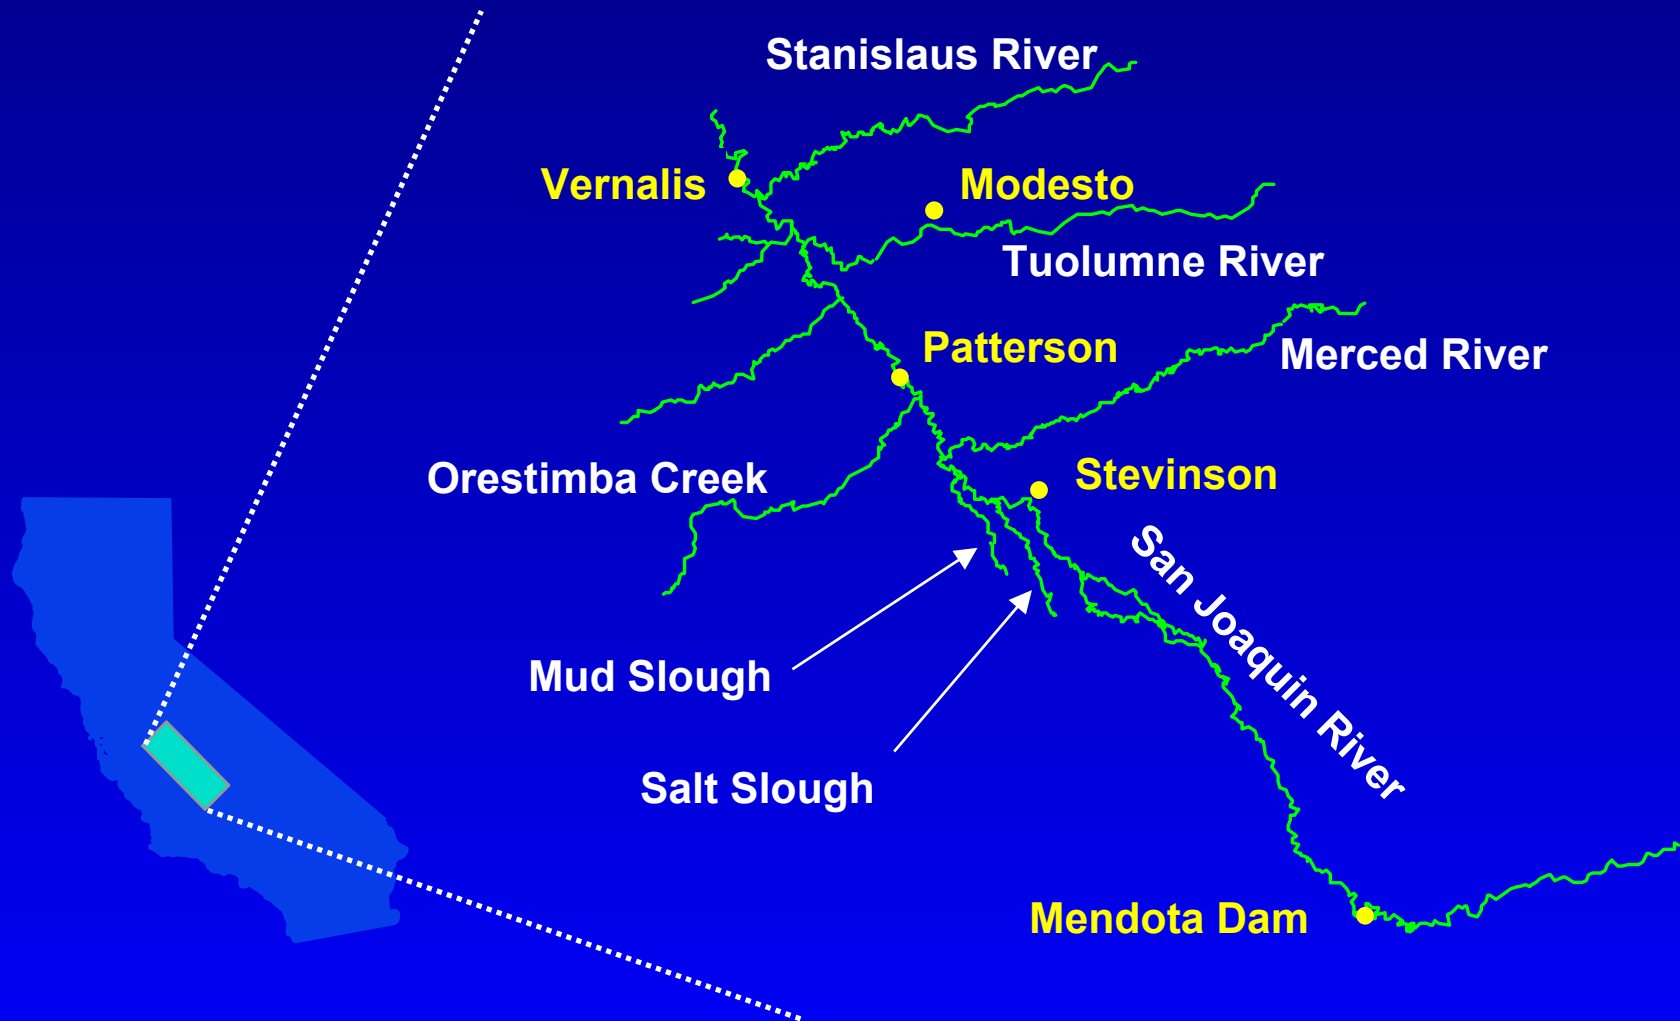 Stanislaus River
Vernalis
Modesto
Tuolumne River
Patterson
Merced River
Orestimba Creek
Stevinson
San Joaquin River
Mud Slough
Salt Slough
Mendota Dam